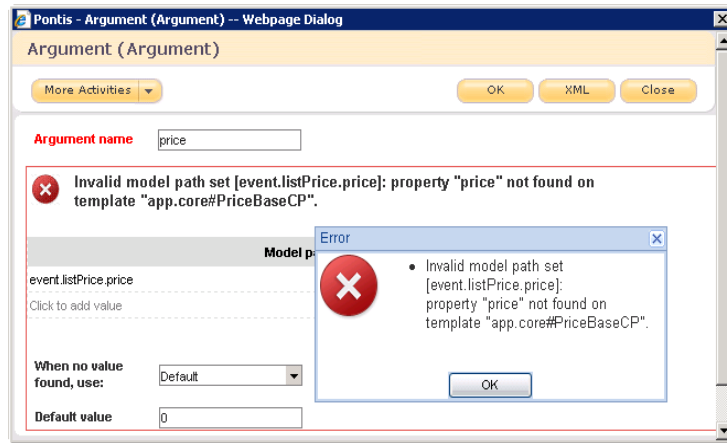 Pontis - Argument (Argument) -- Webpage Dialog
Argument (Argument)
More Activities
OK
XML
Close
Argument name
price
Invalid model path set [event.listPrice.price]: property "price" not found on
template "app.core#PriceBaseCP".
Error
Model p
event.listPrice.price
Click to add value
Invalid model path set
[event.listPrice.price]:
property "price" not found on
template "app.core#PriceBaseCP".
OK
When no value
found, use:
Default
Default value
0